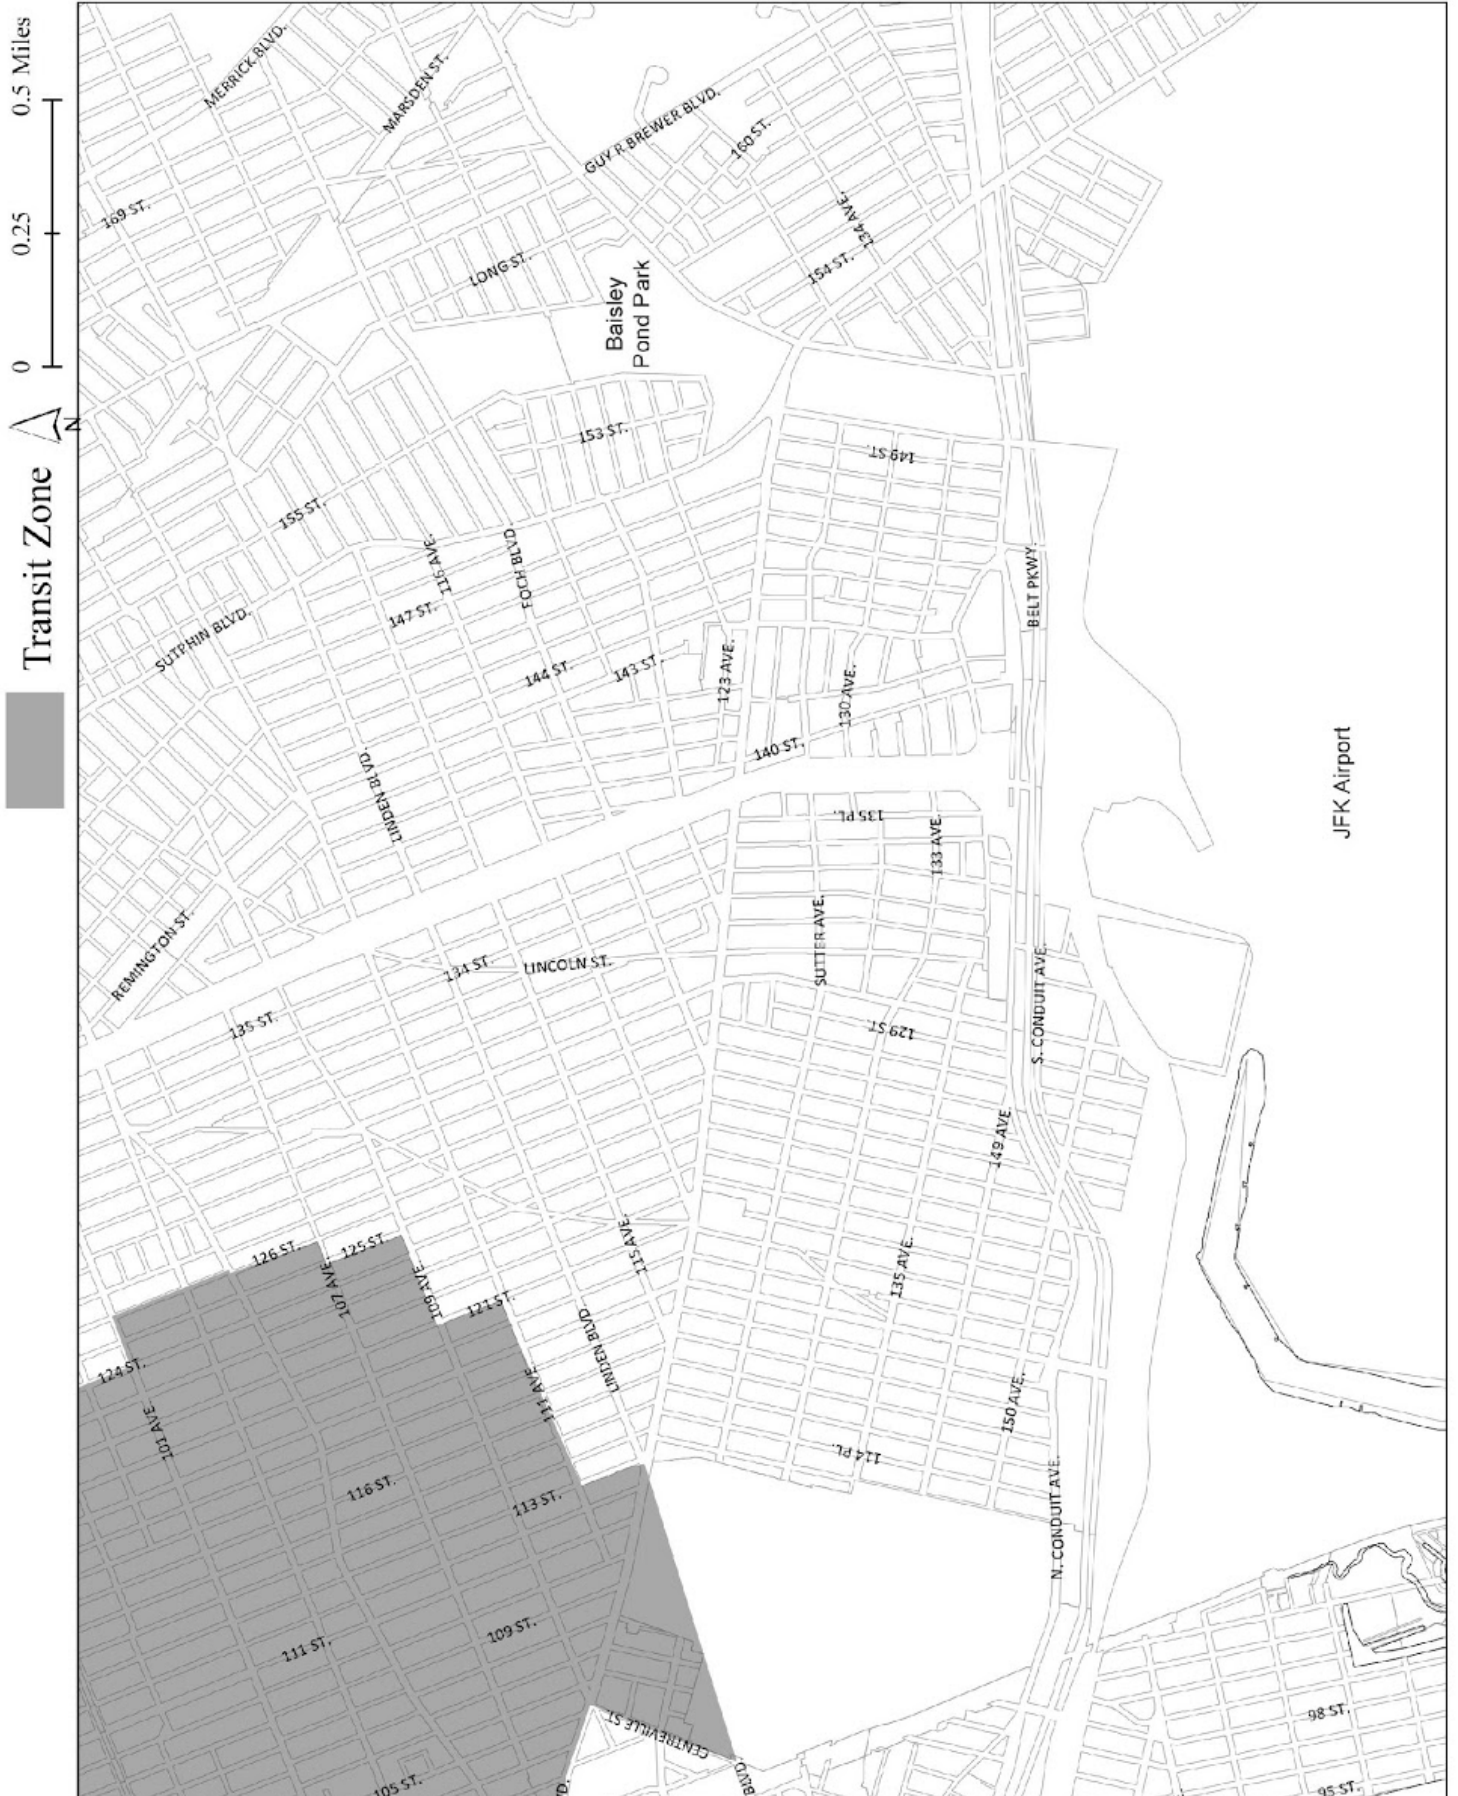 Transit Zone
N
0 0.25 0.5 Miles
MERRICK BLVD.
MARSDEN ST.
GUY R BREWER BLVD.
160 ST.
169 ST.
134 AVE.
154 ST.
LONG ST.
Baisley
Pond Park
153 ST.
149 ST.
155 ST.
116 AVE.
FOCH BLVD
147 ST.
BELT PKWY.
SUTPHIN BLVD.
144 ST.
143 ST.
123 AVE.
130 AVE.
140 ST.
LINDEN BLVD.
135 PL.
133 AVE.
JFK Airport
REMINGTON ST.
134 ST.
LINCOLN ST.
SUTTER AVE.
S. CONDUIT AVE.
135 ST.
129 ST.
149 AVE.
126 ST.
125 ST.
115 AVE.
107 AVE.
109 AVE.
135 AVE.
121 ST.
LINDEN BLVD
124 ST.
111 AVE.
101 AVE.
150 AVE.
114 PL.
116 ST.
113 ST.
N. CONDUIT AVE.
111 ST.
109 ST.
CENTREVILLE ST.
98 ST.
105 ST.
BLVD
95 ST.